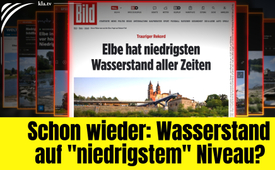 kla.tv
Bild
Trauriger Rekord
Elbe hat niedrigsten
Wasserstand aller Zeiten
Schon wieder: Wasserstand
auf "niedrigstem" Niveau?